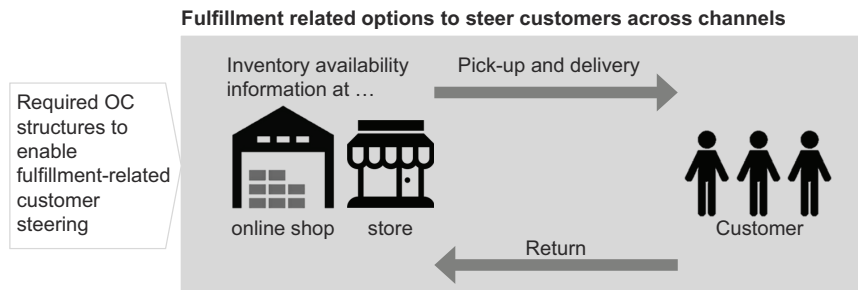 Fulfillment related options to steer customers across channels
Required OC
structures to
enable
fulfillment-related
customer
steering
Inventory availability
information at …
Pick-up and delivery
online shop
store
Customer
Return